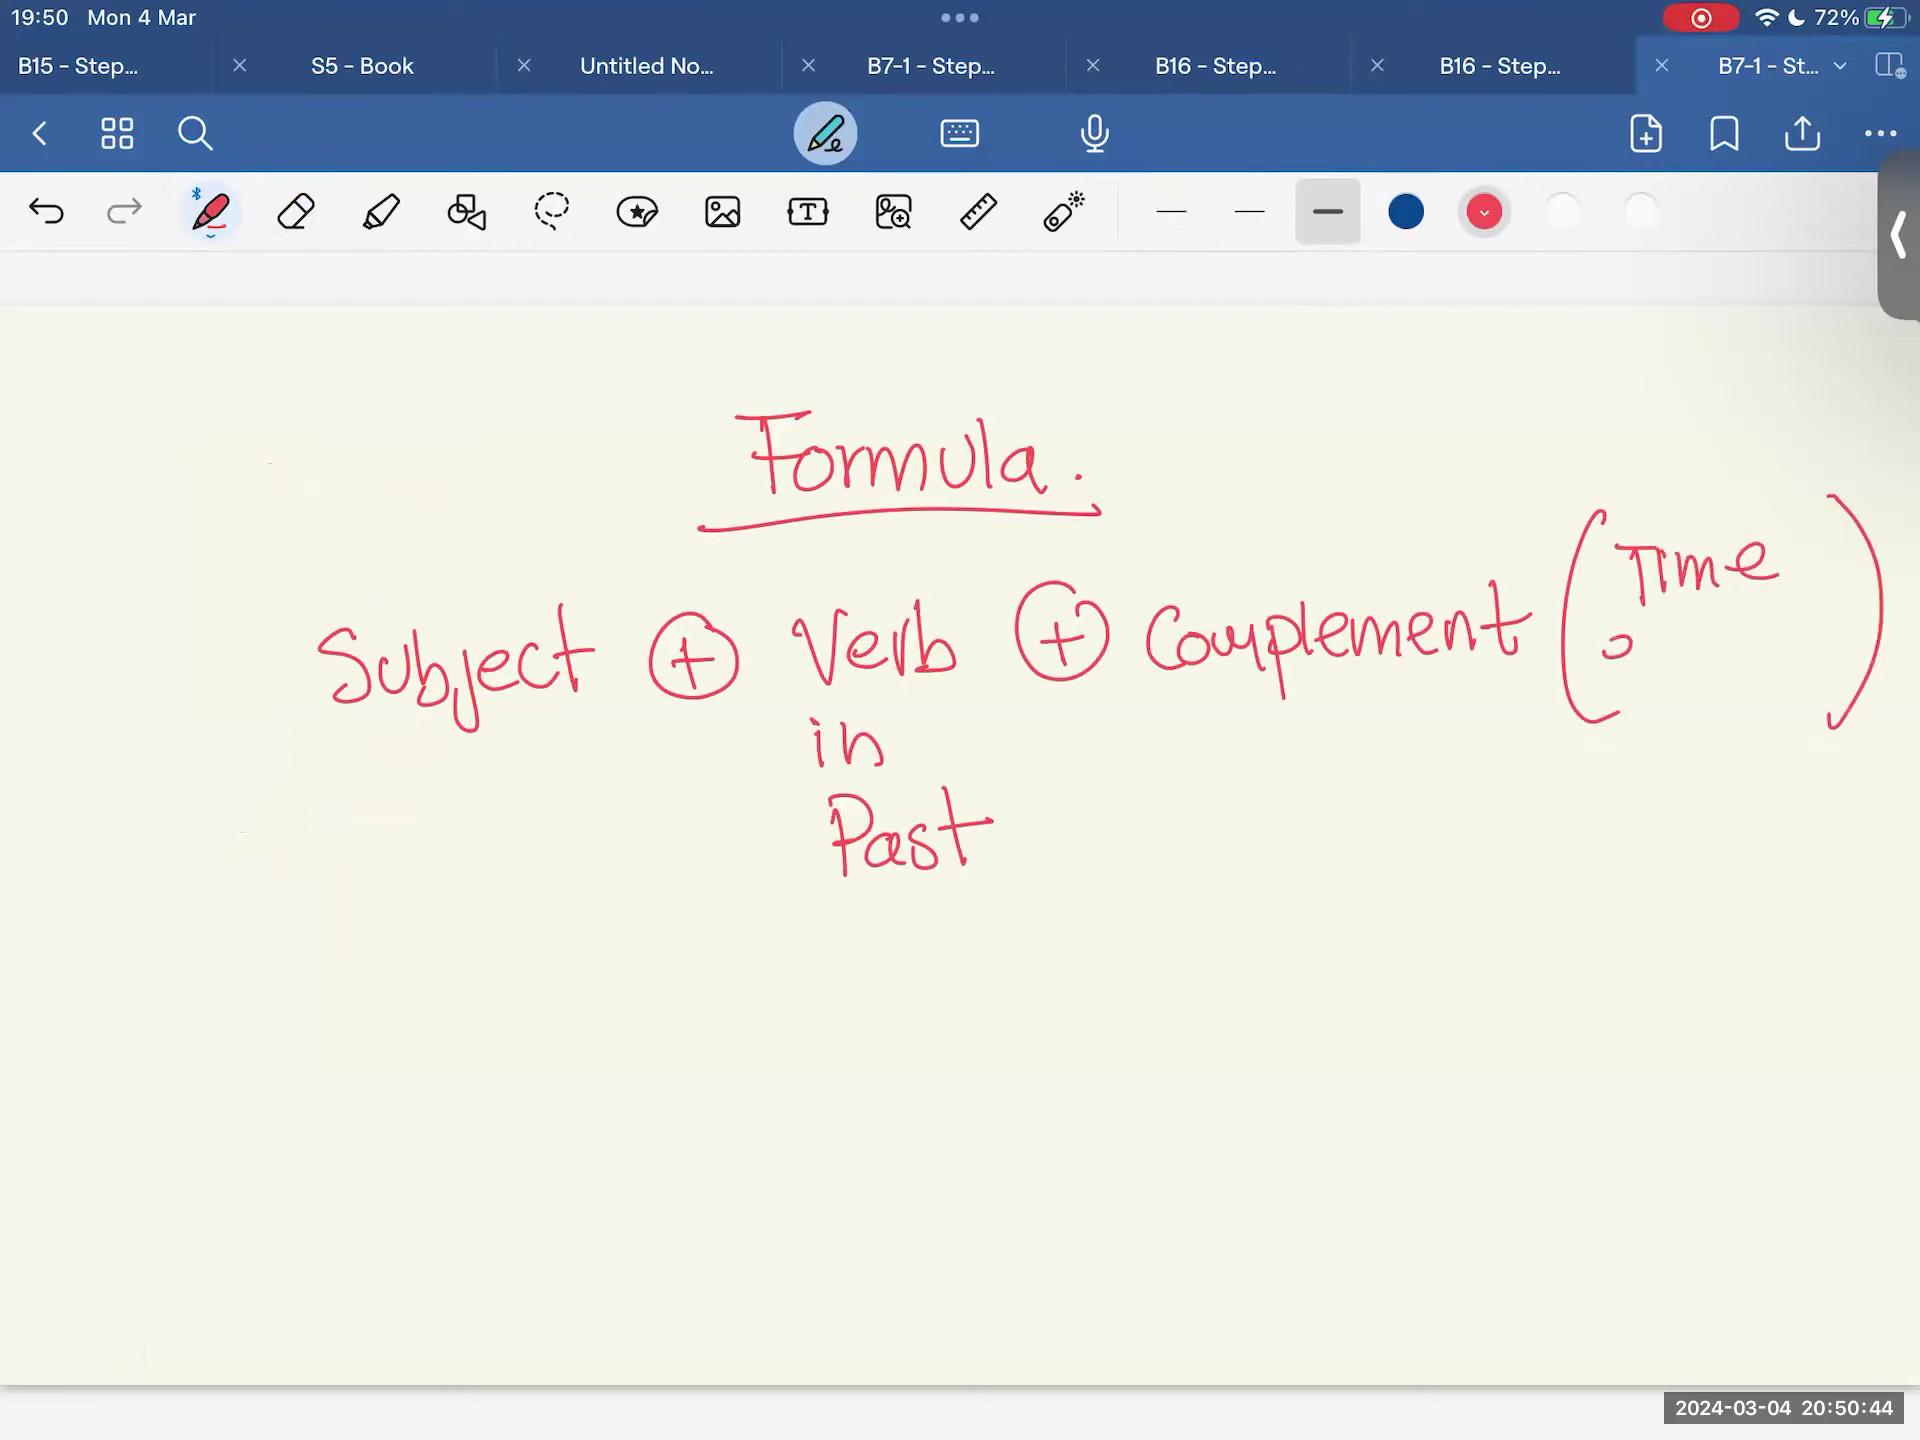 19:50 Mon 4 Mar
72%
B15 - Step...
S5 - Book
Untitled No...
B7-1 - Step...
B16 - Step...
B16 - Step...
B7-1 - St...
Formula.
Subject + Verb + Complement (Time
in
Past
2024-03-04 20:50:44